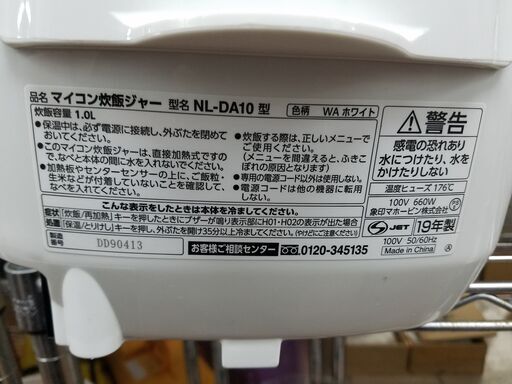 品名 マイコン炊飯ジャー 型名 NL-DA10 型 色柄 WA ホワイト
炊飯容量 1.0L
●保温中は、必ず電源に接続し、外ぶたを閉めて
おいてください。
●このマイコン炊飯ジャーは、直接加熱式ですの
で、なべと本体の間に水を入れないでください。
●加熱板やセンターセンサーの上に、ご飯粒・
生米などが付着していないことを確認して、
なべを入れてください。
●炊飯する際は、正しいメニューで
ご使用ください。
(メニューを間違えると、ふきこ
ぼれの原因となります。)
●専用の電源コード以外は使用禁止
●電源コードは他の機器に転用
しない。
こんな表示をしたときは本体を冷ましてください。
症状 [炊飯/再加熱] キーを押したときにブザーが鳴り表示部にH01・H02の表示が出た場合
処置 [保温/とりけし] キーを押し、外ぶたを開け35分以上冷ましてください。(やけどにご注意ください)
製造
番号 DD90413
お客様ご相談センター 0120-345135
警告
感電の恐れあり
水につけたり、水を
かけたりしない
温度ヒューズ 176℃
100V 660W
象印マホービン株式会社
PS E
S JET 19年製
100V 50/60Hz
Made in China Ⓐ